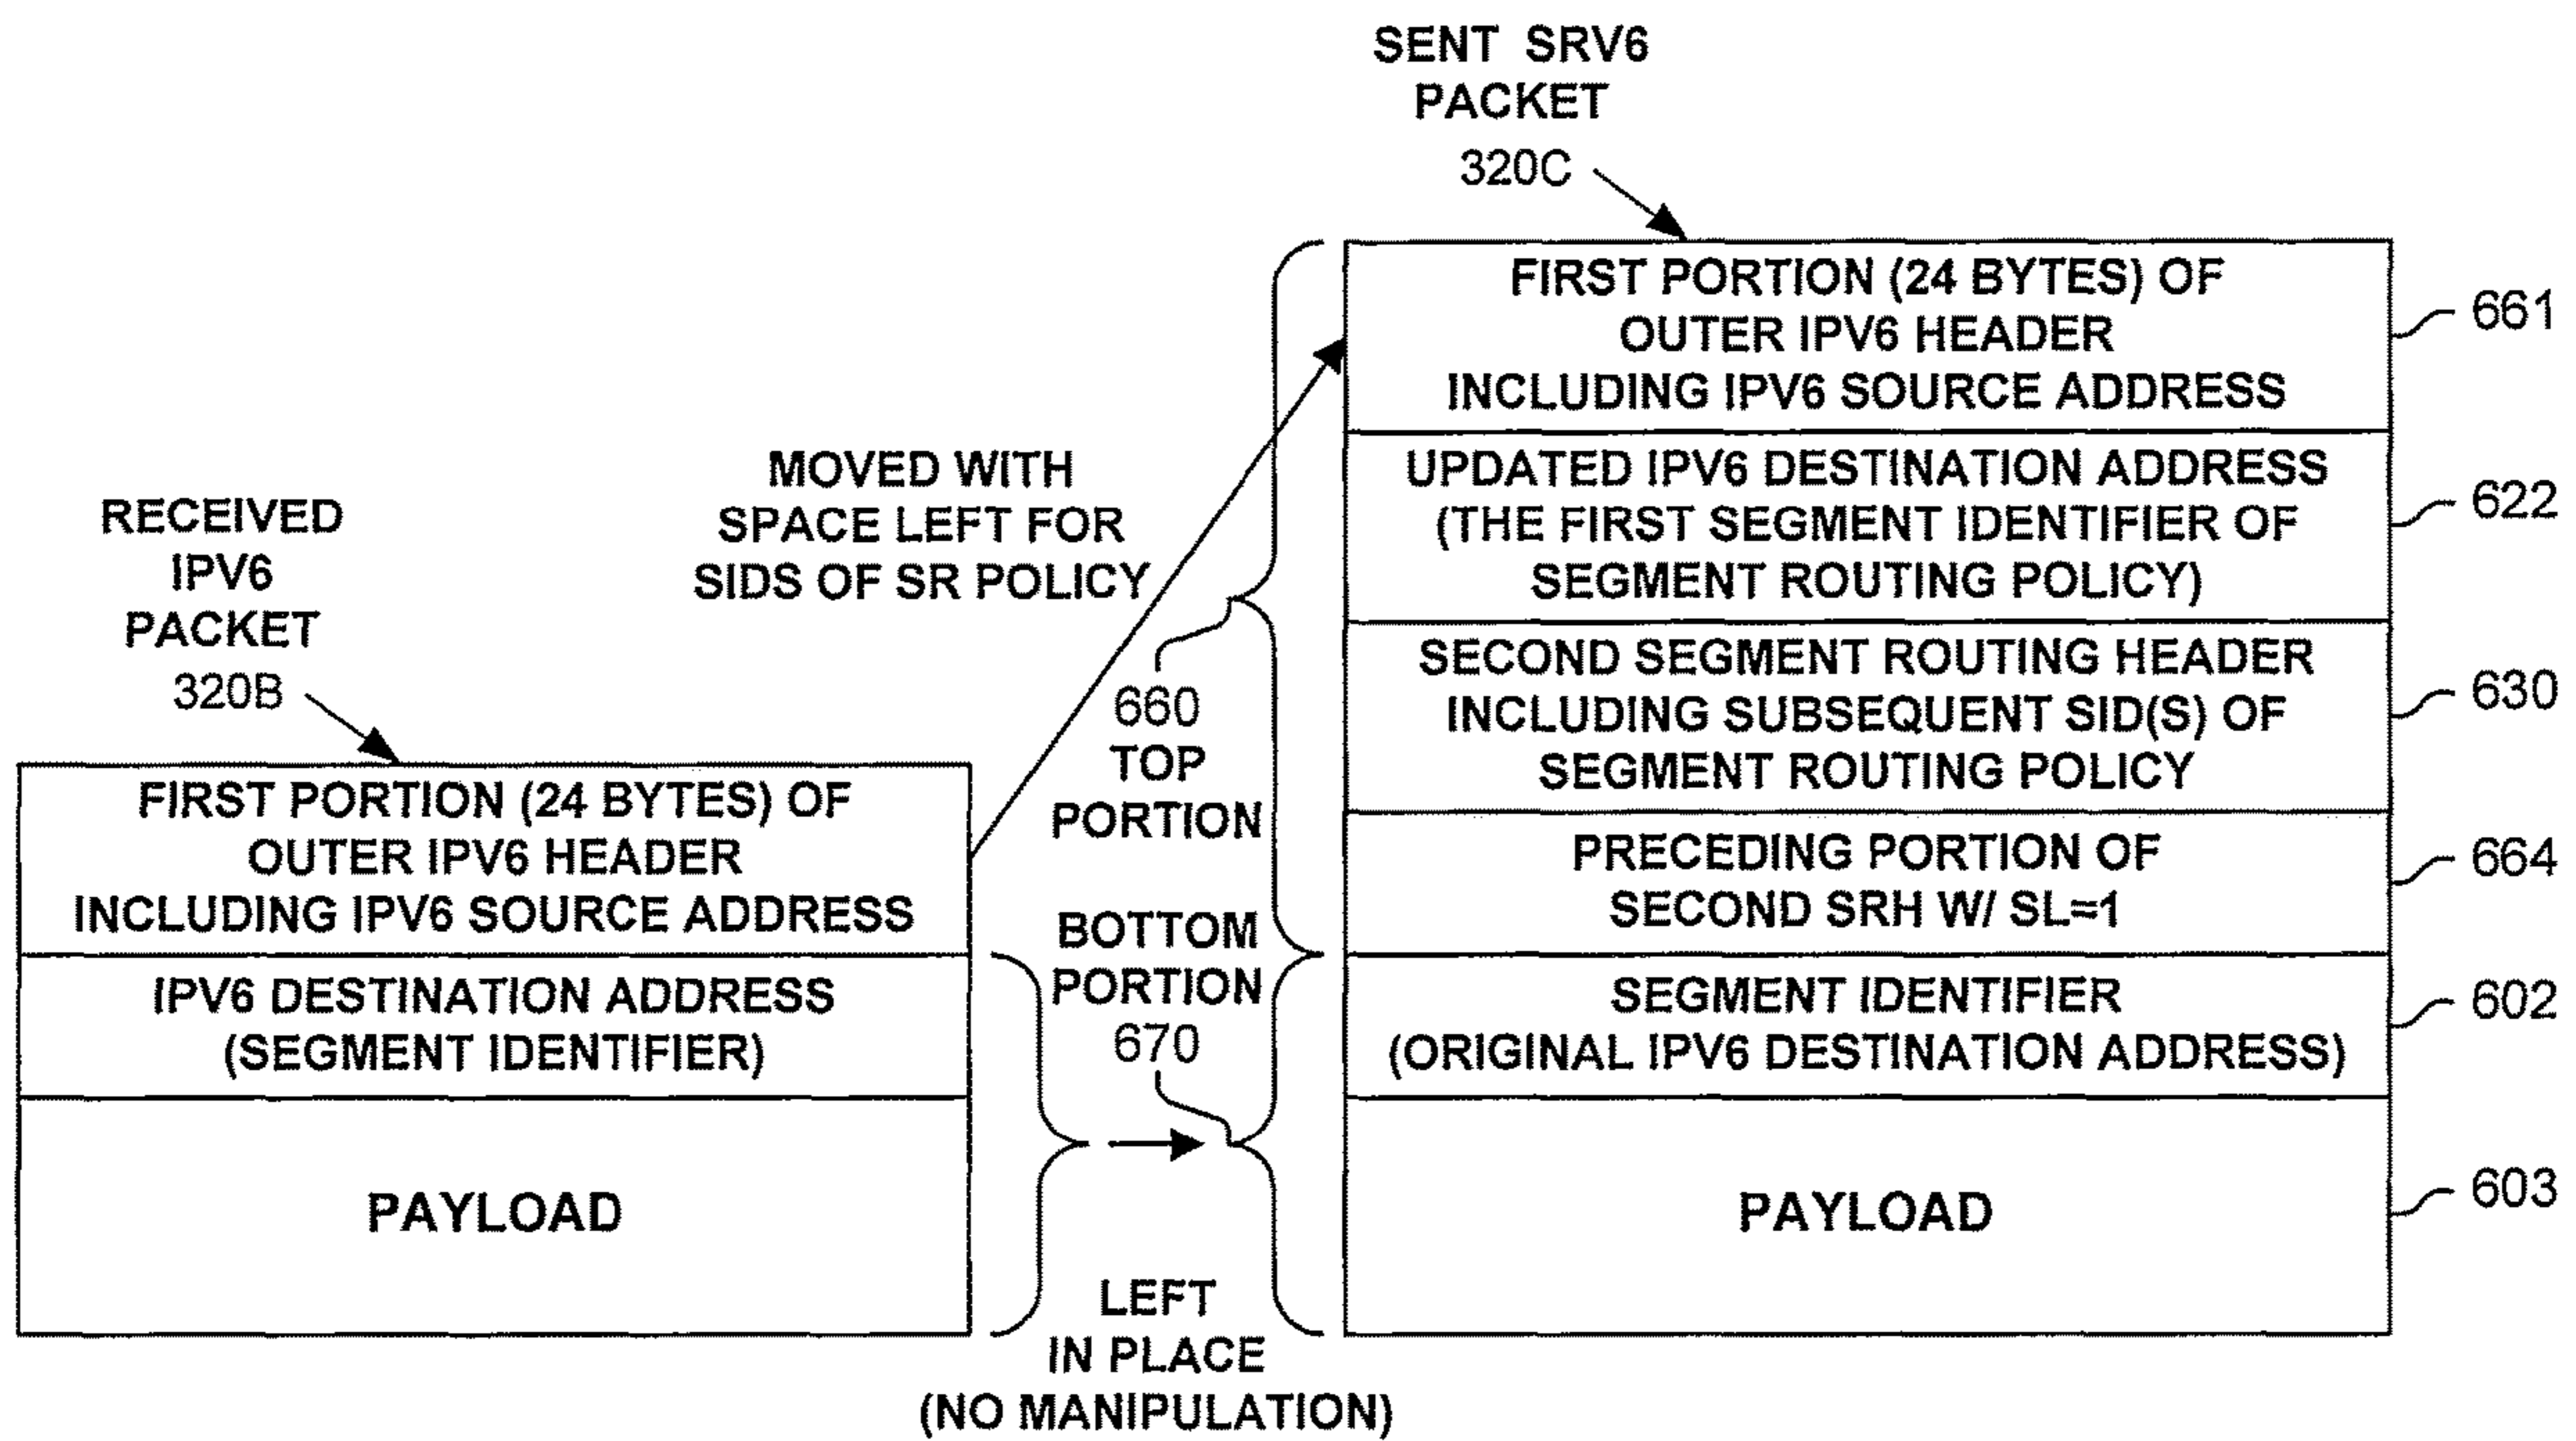 SENT SRV6
PACKET
320C
FIRST PORTION (24 BYTES) OF
OUTER IPV6 HEADER
INCLUDING IPV6 SOURCE ADDRESS
661
UPDATED IPV6 DESTINATION ADDRESS
(THE FIRST SEGMENT IDENTIFIER OF
SEGMENT ROUTING POLICY)
622
SECOND SEGMENT ROUTING HEADER
INCLUDING SUBSEQUENT SID(S) OF
SEGMENT ROUTING POLICY
630
PRECEDING PORTION OF
SECOND SRH W/ SL=1
664
SEGMENT IDENTIFIER
(ORIGINAL IPV6 DESTINATION ADDRESS)
602
PAYLOAD
603
MOVED WITH
SPACE LEFT FOR
SIDS OF SR POLICY
660
TOP
PORTION
BOTTOM
PORTION
670
LEFT
IN PLACE
(NO MANIPULATION)
RECEIVED
IPV6
PACKET
320B
FIRST PORTION (24 BYTES) OF
OUTER IPV6 HEADER
INCLUDING IPV6 SOURCE ADDRESS
IPV6 DESTINATION ADDRESS
(SEGMENT IDENTIFIER)
PAYLOAD